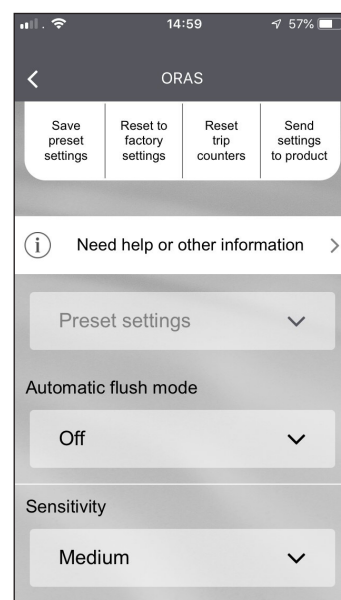 14:59
57%
ORAS
Save preset settings
Reset to factory settings
Reset trip counters
Send settings to product
Need help or other information
Preset settings
Automatic flush mode
Off
Sensitivity
Medium